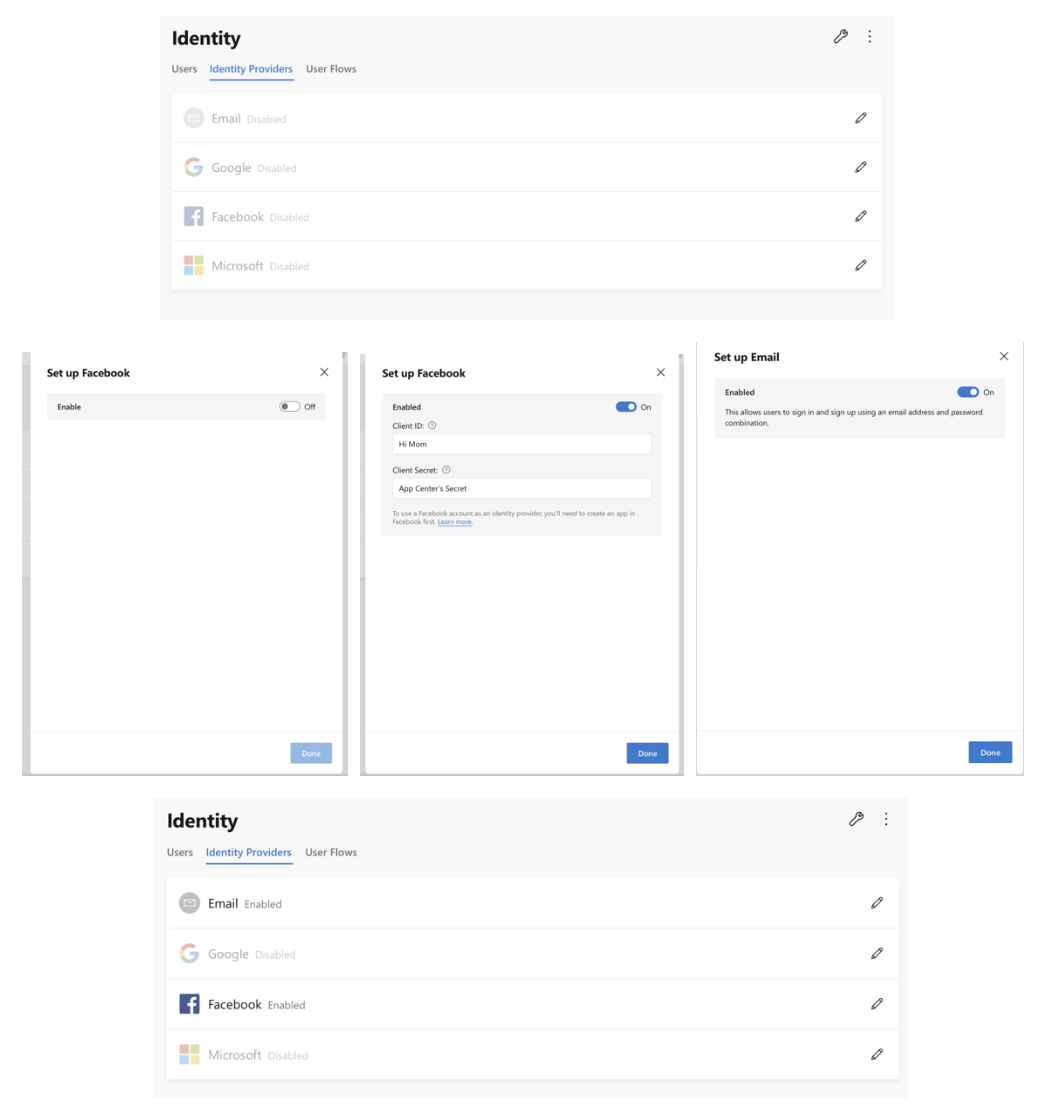 Identity
Users Identity Providers User Flows
Email Disabled
Google Disabled
Facebook Disabled
Microsoft Disabled
Set up Facebook
Enable Off
Done
Set up Facebook
Enabled On
Client ID:
Hi Mom
Client Secret:
App Center's Secret
To use a Facebook account as an identity provider, you'll need to create an app in
Facebook first. Learn more.
Done
Set up Email
Enabled On
This allows users to sign in and sign up using an email address and password
combination.
Done
Identity
Users Identity Providers User Flows
Email Enabled
Google Disabled
Facebook Enabled
Microsoft Disabled